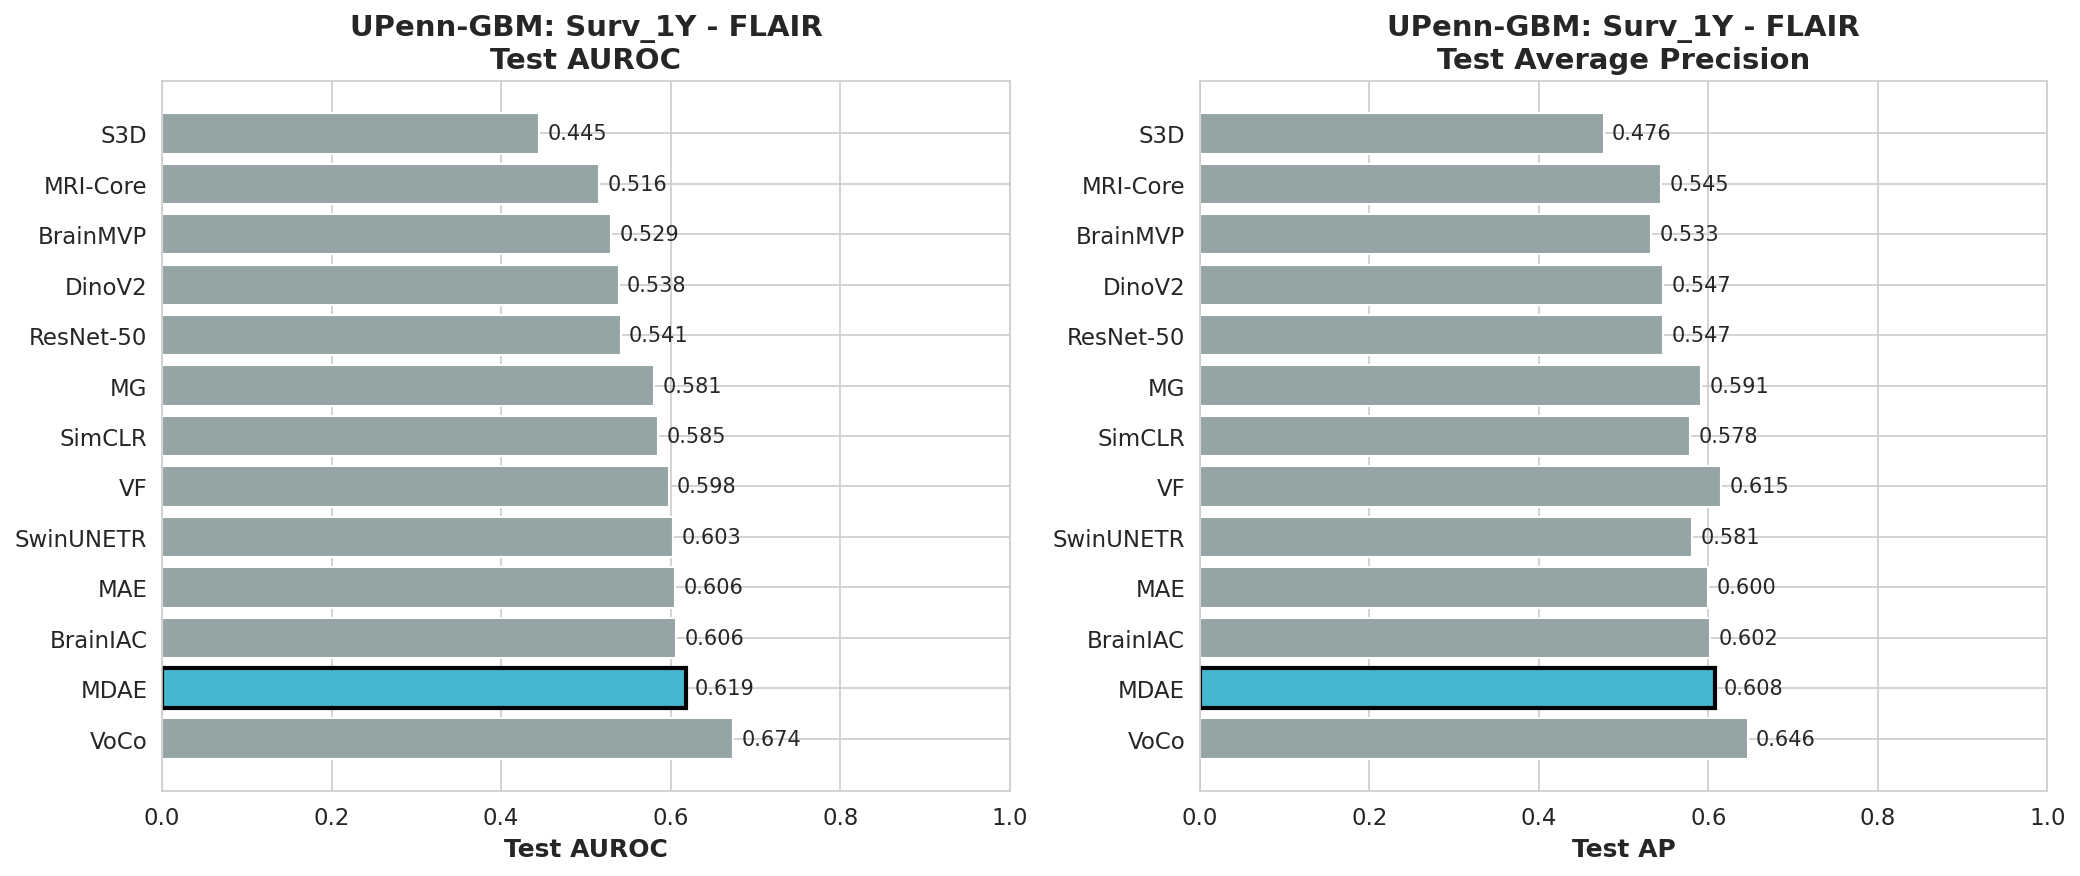 UPenn-GBM: Surv_1Y - FLAIR
Test AUROC
S3D
0.445
MRI-Core
0.516
BrainMVP
0.529
DinoV2
0.538
ResNet-50
0.541
MG
0.581
SimCLR
0.585
VF
0.598
SwinUNETR
0.603
MAE
0.606
BrainIAC
0.606
MDAE
0.619
VoCo
0.674
0.0 0.2 0.4 0.6 0.8 1.0
Test AUROC
UPenn-GBM: Surv_1Y - FLAIR
Test Average Precision
S3D
0.476
MRI-Core
0.545
BrainMVP
0.533
DinoV2
0.547
ResNet-50
0.547
MG
0.591
SimCLR
0.578
VF
0.615
SwinUNETR
0.581
MAE
0.600
BrainIAC
0.602
MDAE
0.608
VoCo
0.646
0.0 0.2 0.4 0.6 0.8 1.0
Test AP